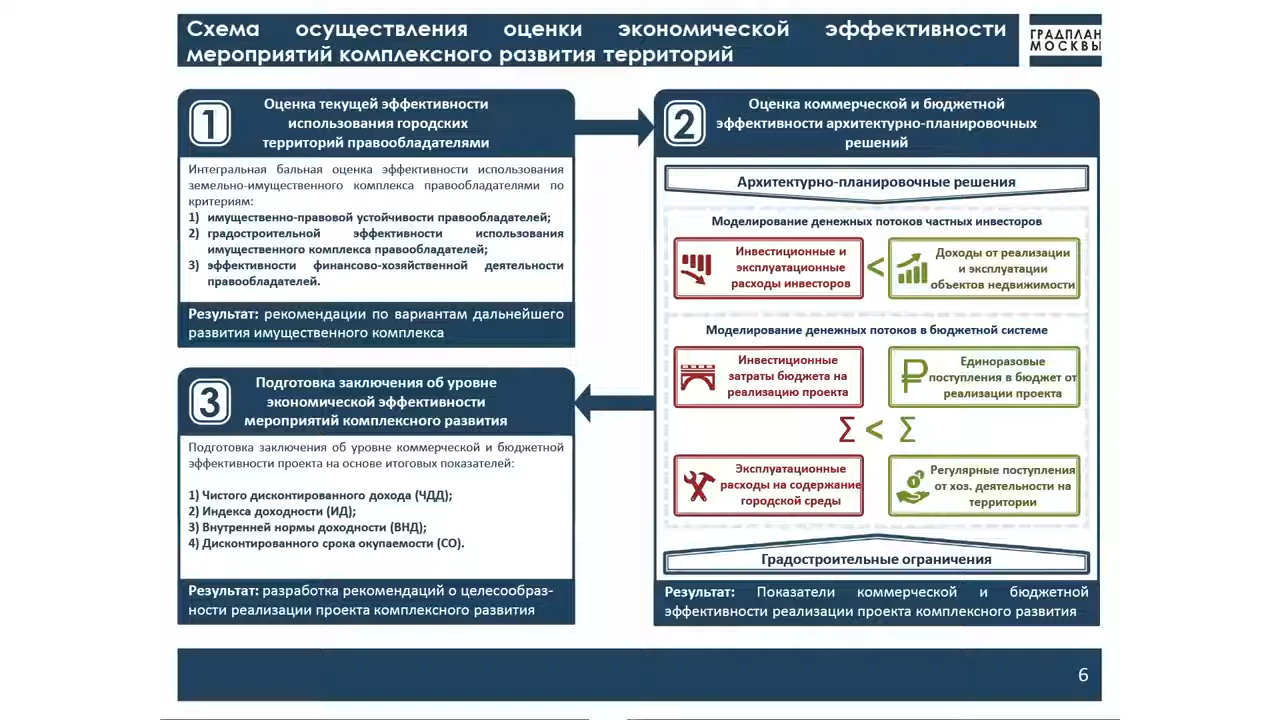 Схема осуществления оценки экономической эффективности
мероприятий комплексного развития территорий
ГРАДПЛАН
МОСКВЫ
1
Оценка текущей эффективности
использования городских
территорий правообладателями
Интегральная бальная оценка эффективности использования
земельно-имущественного комплекса правообладателями по
критериям:
1) имущественно-правовой устойчивости правообладателей;
2) градостроительной эффективности использования
имущественного комплекса правообладателей;
3) эффективности финансово-хозяйственной деятельности
правообладателей.
Результат: рекомендации по вариантам дальнейшего
развития имущественного комплекса
2
Оценка коммерческой и бюджетной
эффективности архитектурно-планировочных
решений
Архитектурно-планировочные решения
Моделирование денежных потоков частных инвесторов
Инвестиционные и
эксплуатационные
расходы инвесторов
<
Доходы от реализации
и эксплуатации
объектов недвижимости
Моделирование денежных потоков в бюджетной системе
Инвестиционные
затраты бюджета на
реализацию проекта
Единоразовые
поступления в бюджет от
реализации проекта
Σ < Σ
Эксплуатационные
расходы на содержание
городской среды
Регулярные поступления
от хоз. деятельности на
территории
Градостроительные ограничения
Результат: Показатели коммерческой и бюджетной
эффективности реализации проекта комплексного развития
3
Подготовка заключения об уровне
экономической эффективности
мероприятий комплексного развития
Подготовка заключения об уровне коммерческой и бюджетной
эффективности проекта на основе итоговых показателей:
1) Чистого дисконтированного дохода (ЧДД);
2) Индекса доходности (ИД);
3) Внутренней нормы доходности (ВНД);
4) Дисконтированного срока окупаемости (СО).
Результат: разработка рекомендаций о целесообраз-
ности реализации проекта комплексного развития
6